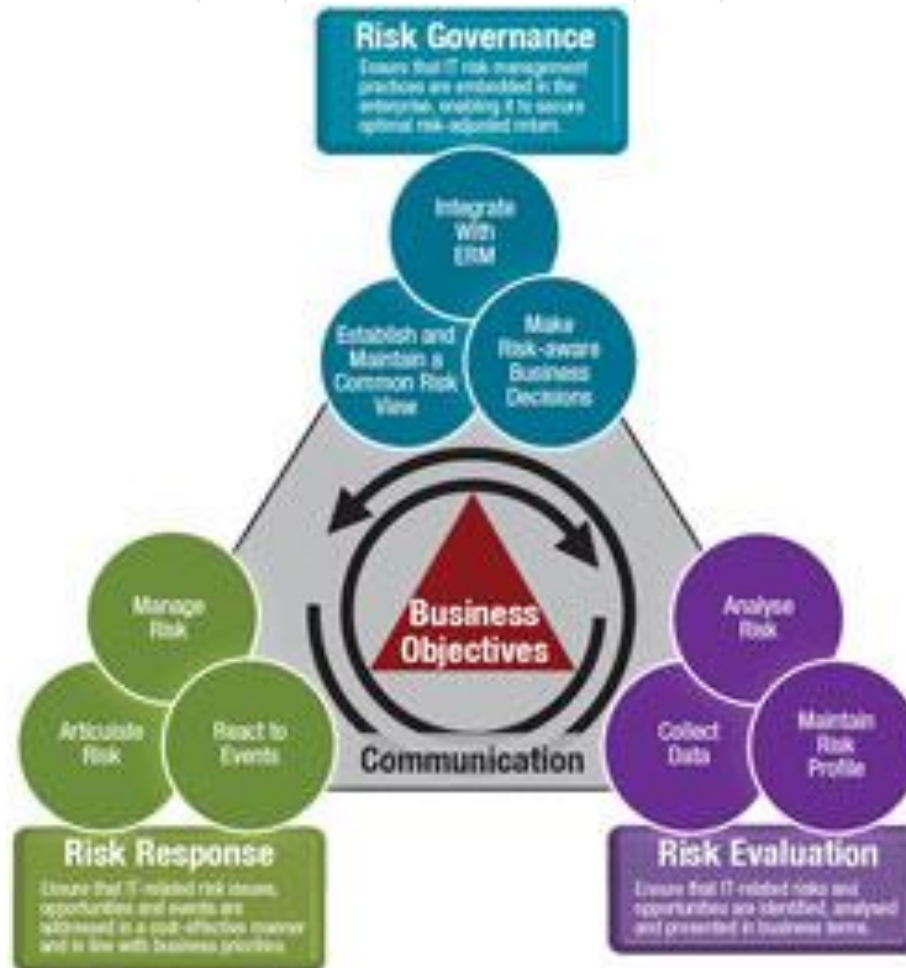 Risk Governance
Ensure that IT risk management
practices are embedded in the
enterprise, enabling it to secure
optimal risk-adjusted return.
Integrate
With
ERM
Establish and
Maintain a
Common Risk
View
Make
Risk-aware
Business
Decisions
Business
Objectives
Communication
Manage
Risk
Articulate
Risk
React to
Events
Risk Response
Ensure that IT-related risk issues,
opportunities and events are
addressed in a cost-effective manner
and in line with business priorities.
Analyse
Risk
Collect
Data
Maintain
Risk
Profile
Risk Evaluation
Ensure that IT-related risks and
opportunities are identified, analysed
and presented in business terms.